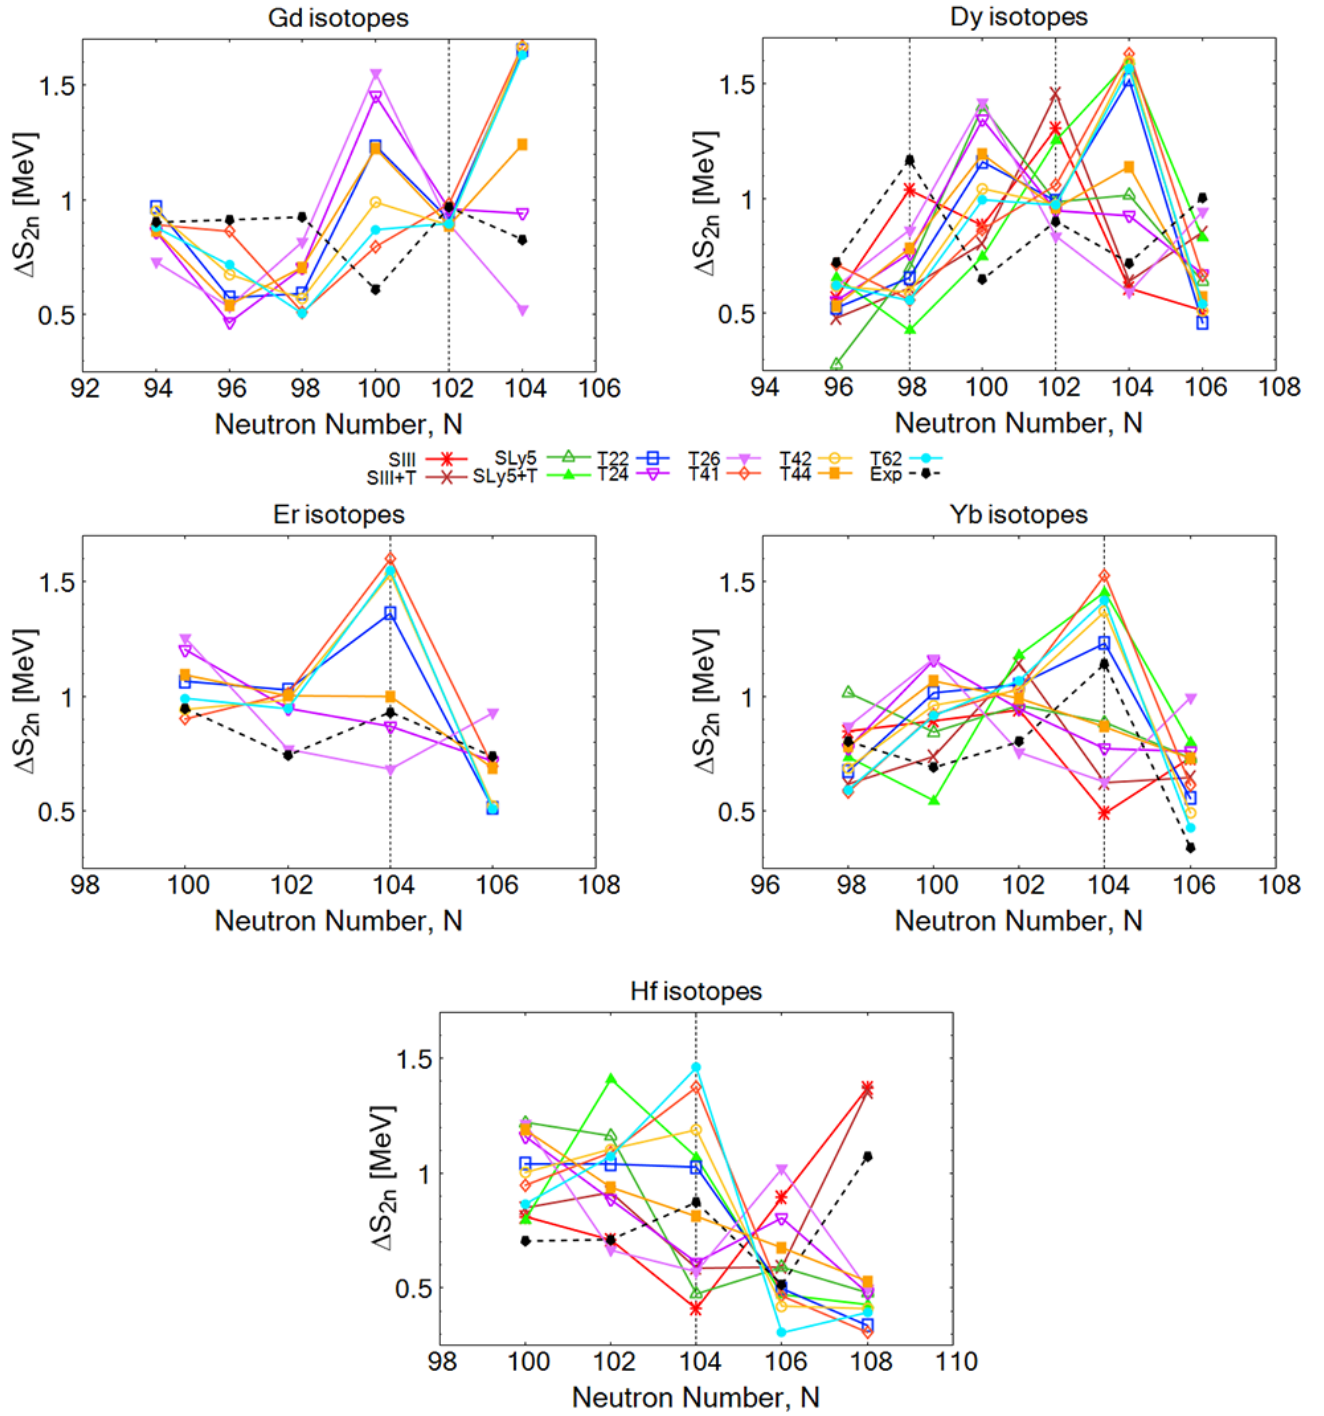 Gd isotopes
ΔS2n [MeV]
1.5
1
0.5
92 94 96 98 100 102 104 106
Neutron Number, N
Dy isotopes
ΔS2n [MeV]
1.5
1
0.5
94 96 98 100 102 104 106 108
Neutron Number, N
SIII SLy5 T22 T26 T42 T62
SIII+T SLy5+T T24 T41 T44 Exp
Er isotopes
ΔS2n [MeV]
1.5
1
0.5
98 100 102 104 106 108
Neutron Number, N
Yb isotopes
ΔS2n [MeV]
1.5
1
0.5
96 98 100 102 104 106 108
Neutron Number, N
Hf isotopes
ΔS2n [MeV]
1.5
1
0.5
98 100 102 104 106 108 110
Neutron Number, N